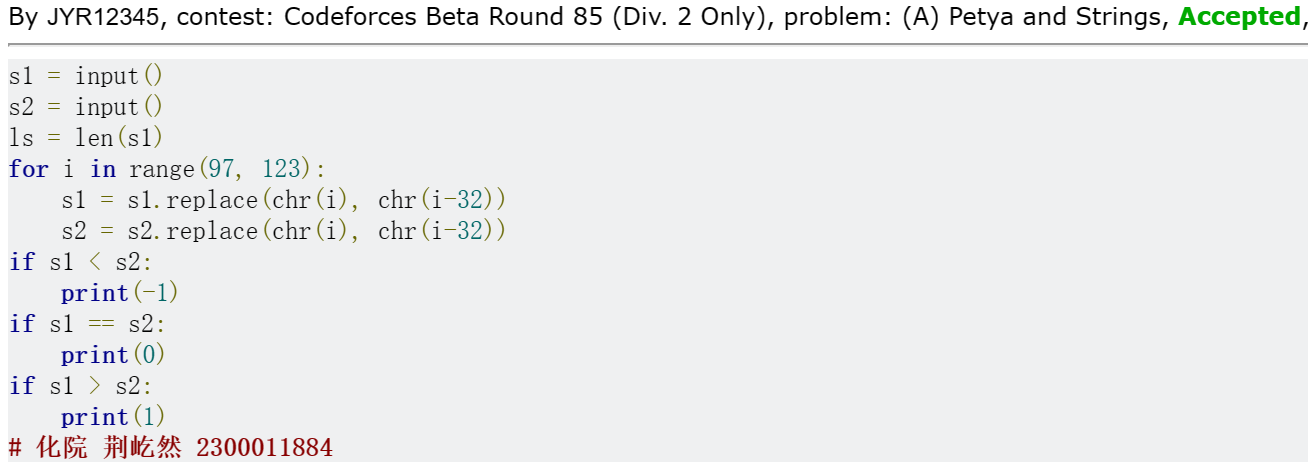 By JYR12345, contest: Codeforces Beta Round 85 (Div. 2 Only), problem: (A) Petya and Strings, Accepted,
s1 = input()
s2 = input()
ls = len(s1)
for i in range(97, 123):
    s1 = s1.replace(chr(i), chr(i-32))
    s2 = s2.replace(chr(i), chr(i-32))
if s1 < s2:
    print(-1)
if s1 == s2:
    print(0)
if s1 > s2:
    print(1)
# 化院 荆屹然 2300011884